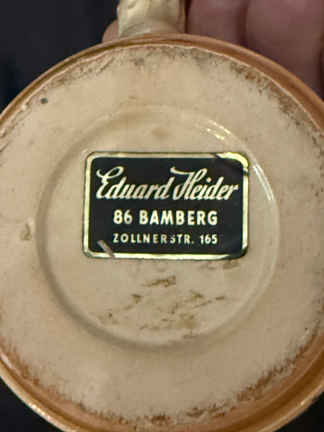 Eduard Heider
86 BAMBERG
ZOLLNERSTR. 165